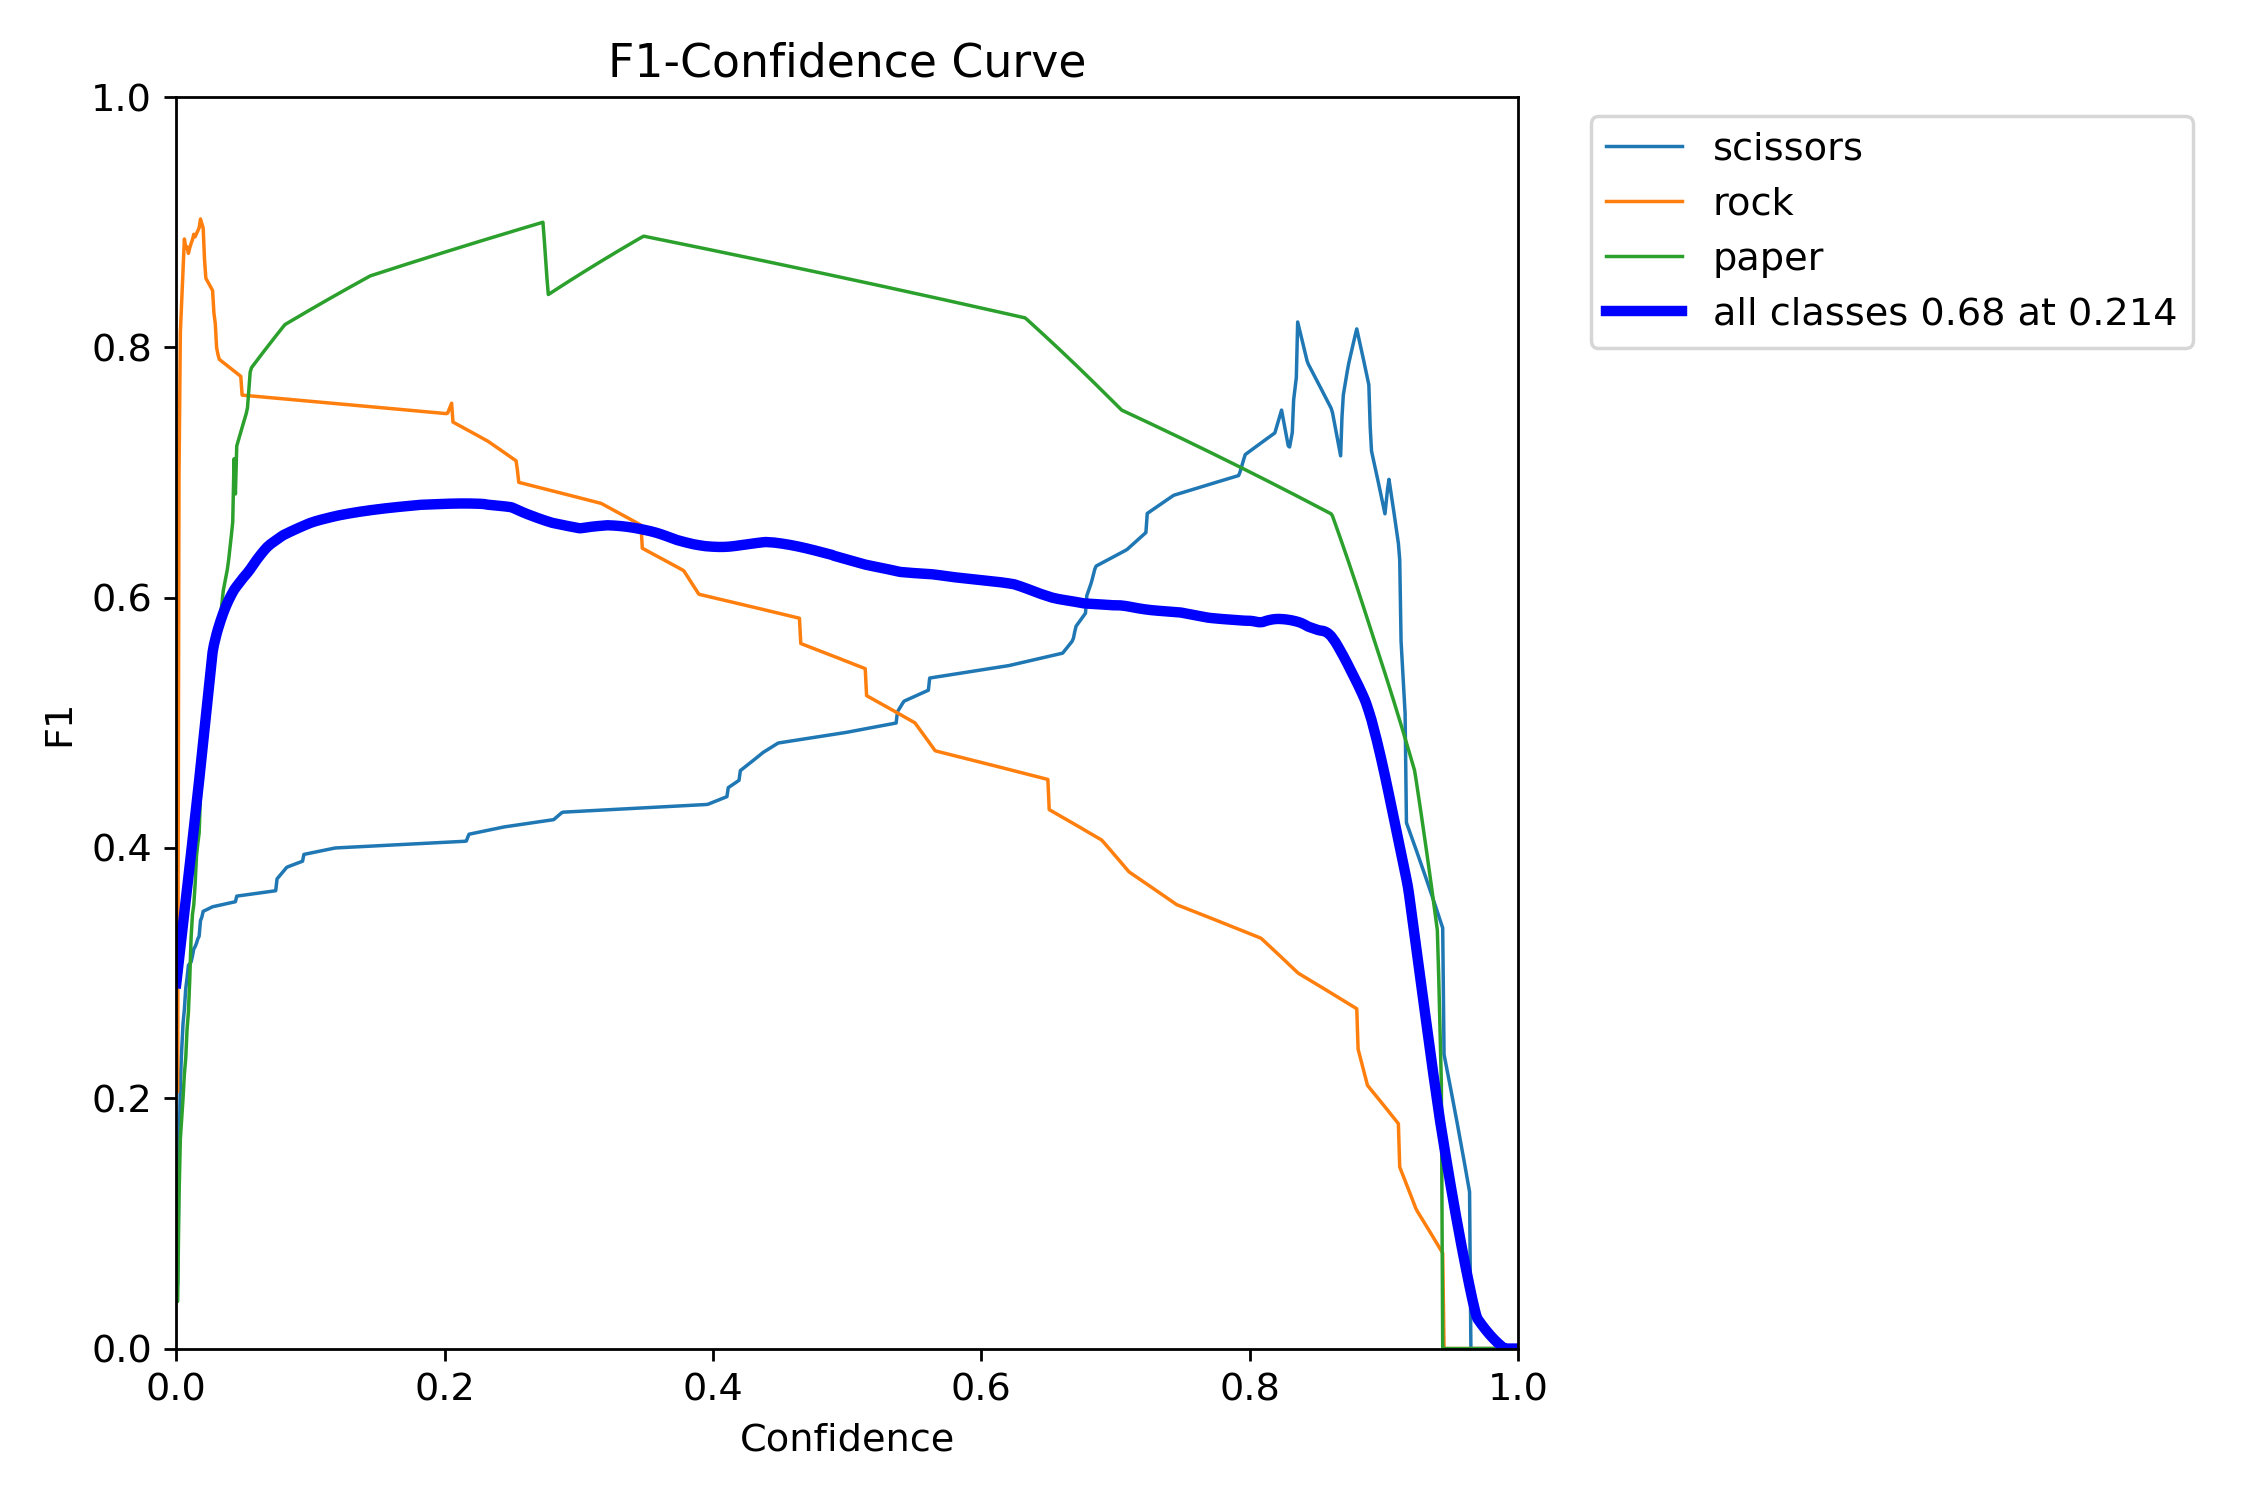 F1-Confidence Curve
1.0
0.8
0.6
0.4
0.2
0.0
F1
0.0 0.2 0.4 0.6 0.8 1.0
Confidence
scissors
rock
paper
all classes 0.68 at 0.214